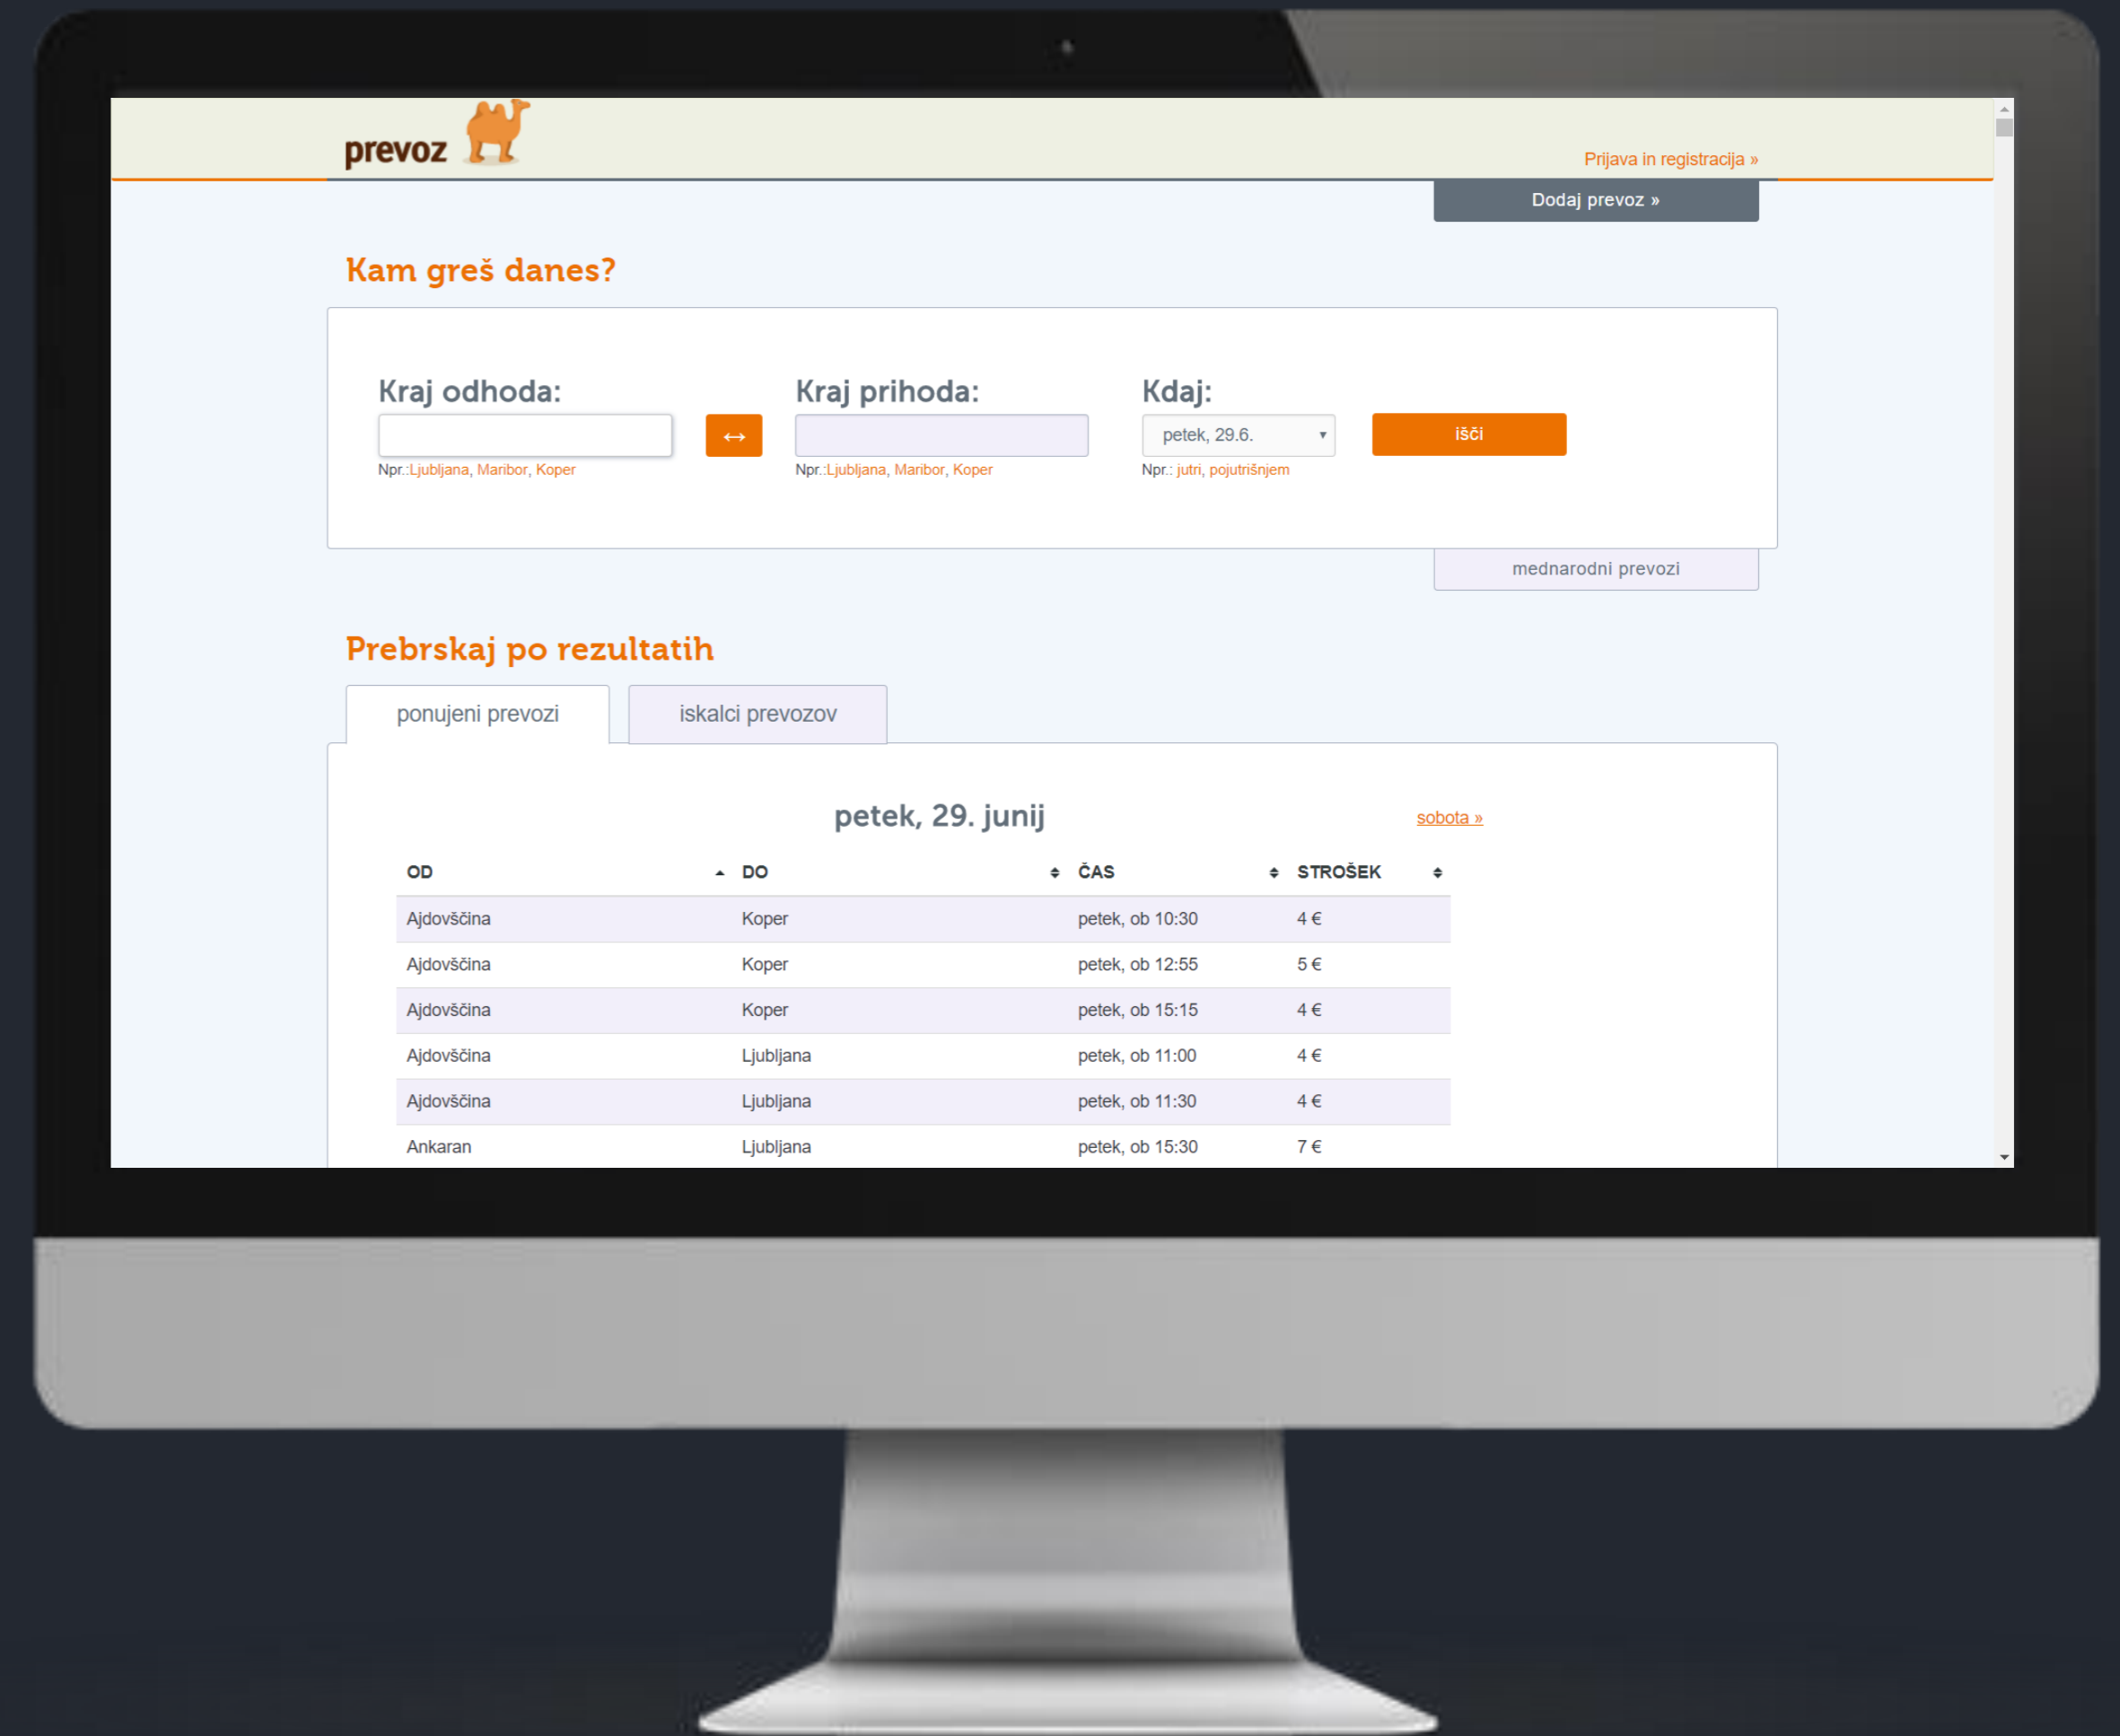 prevoz
Prijava in registracija »
Dodaj prevoz »
Kam greš danes?
Kraj odhoda: Kraj prihoda: Kdaj:
↔ petek, 29.6. ▾ išči
Npr.:Ljubljana, Maribor, Koper Npr.:Ljubljana, Maribor, Koper Npr.: jutri, pojutrišnjem
mednarodni prevozi
Prebrskaj po rezultatih
ponujeni prevozi iskalci prevozov
petek, 29. junij sobota »
OD DO ČAS STROŠEK
Ajdovščina Koper petek, ob 10:30 4 €
Ajdovščina Koper petek, ob 12:55 5 €
Ajdovščina Koper petek, ob 15:15 4 €
Ajdovščina Ljubljana petek, ob 11:00 4 €
Ajdovščina Ljubljana petek, ob 11:30 4 €
Ankaran Ljubljana petek, ob 15:30 7 €